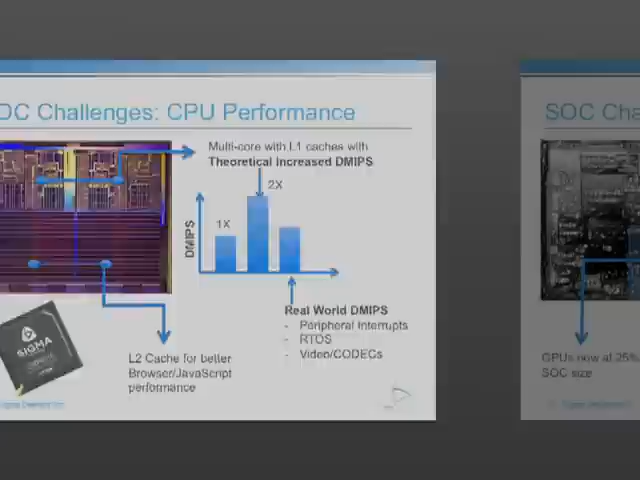 OC Challenges: CPU Performance
Multi-core with L1 caches with
Theoretical Increased DMIPS
2X
1X
DMIPS
Real World DMIPS
- Peripheral Interrupts
- RTOS
- Video/CODECs
SIGMA
L2 Cache for better
Browser/JavaScript
performance
SOC Cha
GPUs now at 25%
SOC size